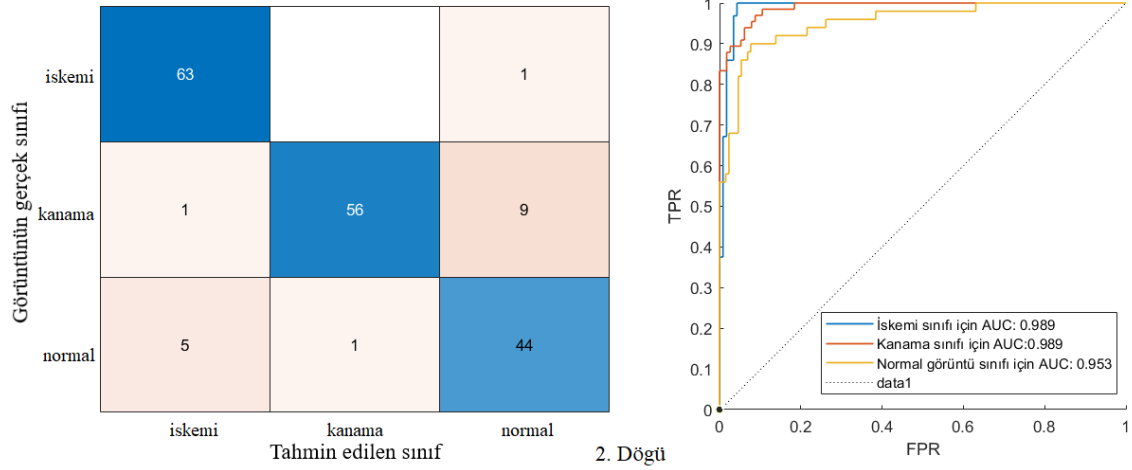 Görüntünün gerçek sınıfı
iskemi
63
1
kanama
1
56
9
normal
5
1
44
iskemi
kanama
normal
Tahmin edilen sınıf
2. Dögü
TPR
1
0.9
0.8
0.7
0.6
0.5
0.4
0.3
0.2
0.1
0
İskemi sınıfı için AUC: 0.989
Kanama sınıfı için AUC:0.989
Normal görüntü sınıfı için AUC: 0.953
data1
0
0.2
0.4
0.6
0.8
1
FPR